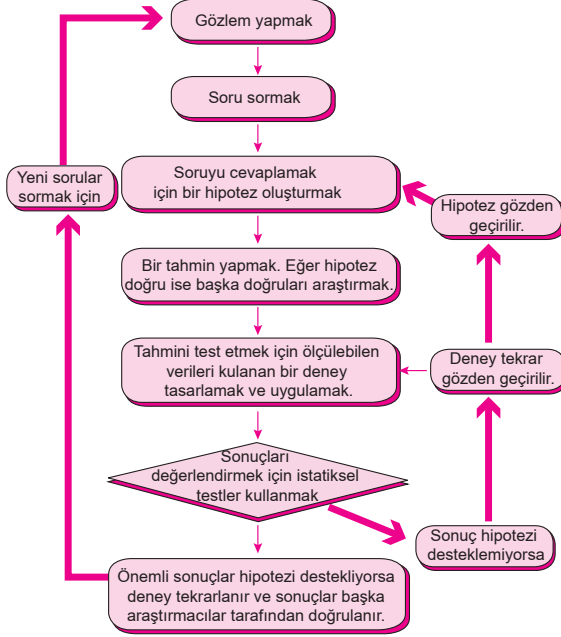 Gözlem yapmak
Soru sormak
Yeni sorular
sormak için
Soruyu cevaplamak
için bir hipotez oluşturmak
Hipotez gözden
geçirilir.
Bir tahmin yapmak. Eğer hipotez
doğru ise başka doğruları araştırmak.
Tahmini test etmek için ölçülebilen
verileri kulanan bir deney
tasarlamak ve uygulamak.
Deney tekrar
gözden geçirilir.
Sonuçları
değerlendirmek için istatiksel
testler kullanmak
Sonuç hipotezi
desteklemiyorsa
Önemli sonuçlar hipotezi destekliyorsa
deney tekrarlanır ve sonuçlar başka
araştırmacılar tarafından doğrulanır.